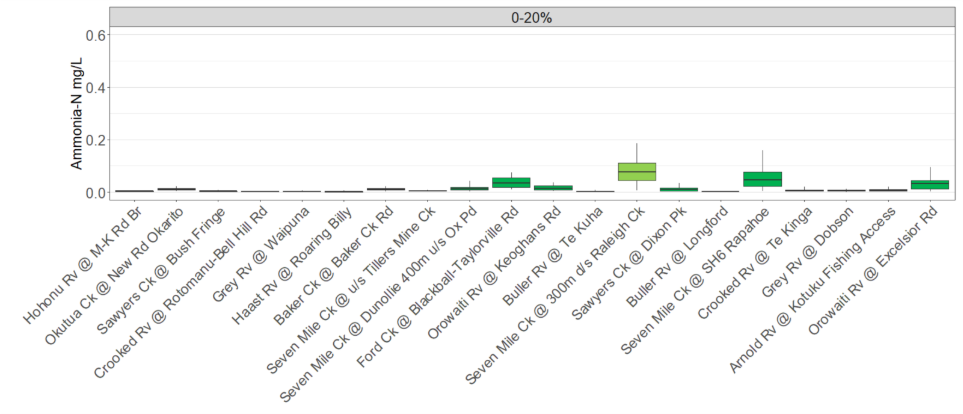 0-20%
Ammonia-N mg/L
0.6
0.4
0.2
0.0
Hohonu Rv @ M-K Rd Br
Okutua Ck @ New Rd Okarito
Sawyers Ck @ Bush Fringe
Crooked Rv @ Rotomanu-Bell Hill Rd
Grey Rv @ Waipuna
Haast Rv @ Roaring Billy
Baker Ck @ Baker Ck Rd
Seven Mile Ck @ u/s Tillers Mine Ck
Seven Mile Ck @ Dunollie 400m u/s Ox Pd
Ford Ck @ Blackball-Taylorville Rd
Orowaiti Rv @ Keoghans Rd
Buller Rv @ Te Kuha
Seven Mile Ck @ 300m d/s Raleigh Ck
Sawyers Ck @ Dixon Pk
Buller Rv @ Longford
Seven Mile Ck @ SH6 Rapahoe
Crooked Rv @ Te Kinga
Grey Rv @ Dobson
Arnold Rv @ Kotuku Fishing Access
Orowaiti Rv @ Excelsior Rd